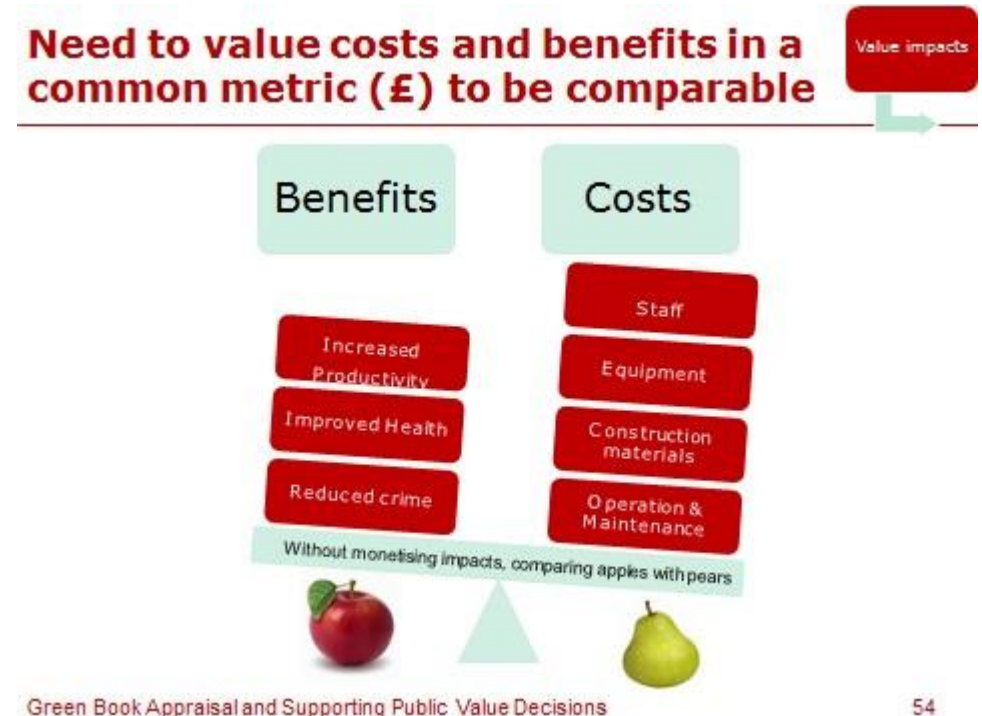 Need to value costs and benefits in a
common metric (£) to be comparable
Value impacts
Benefits
Costs
Increased
Productivity
Improved Health
Reduced crime
Staff
Equipment
Construction
materials
Operation &
Maintenance
Without monetising impacts, comparing apples with pears
Green Book Appraisal and Supporting Public Value Decisions
54